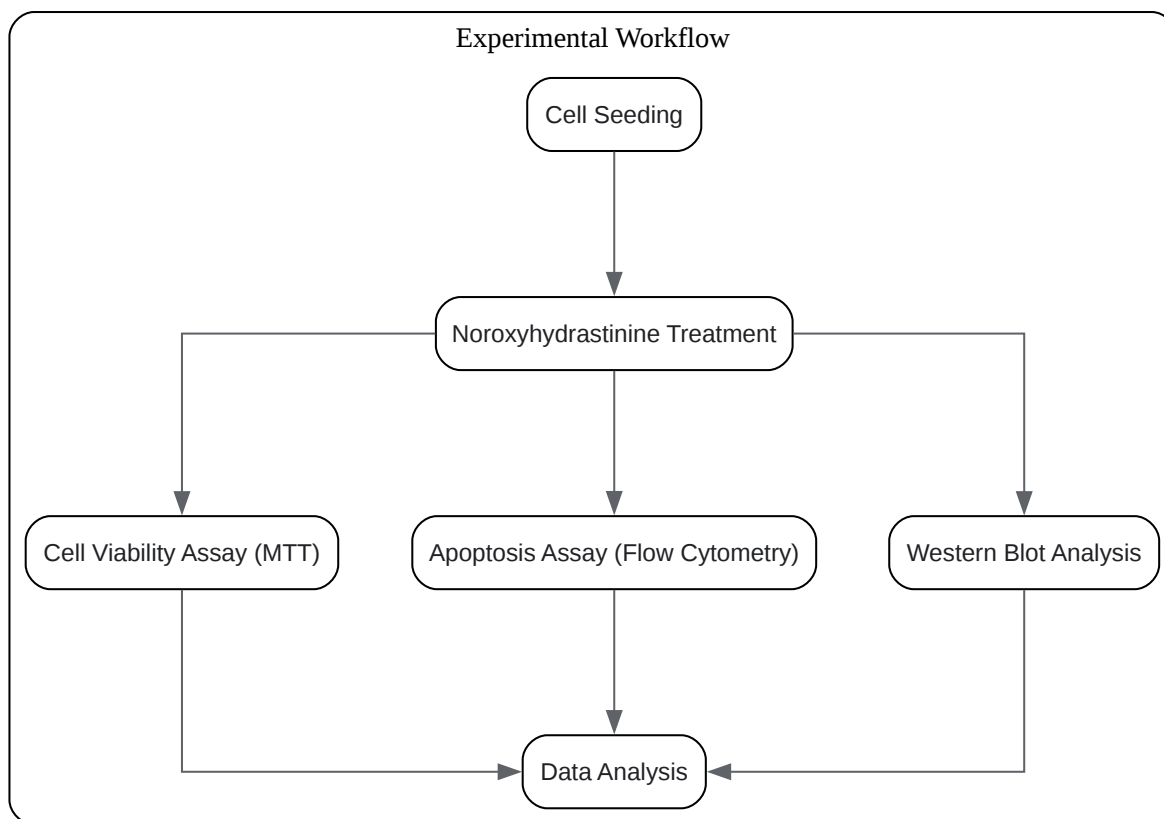 Experimental Workflow
Cell Seeding
Noroxyhydrastinine Treatment
Cell Viability Assay (MTT)
Apoptosis Assay (Flow Cytometry)
Western Blot Analysis
Data Analysis